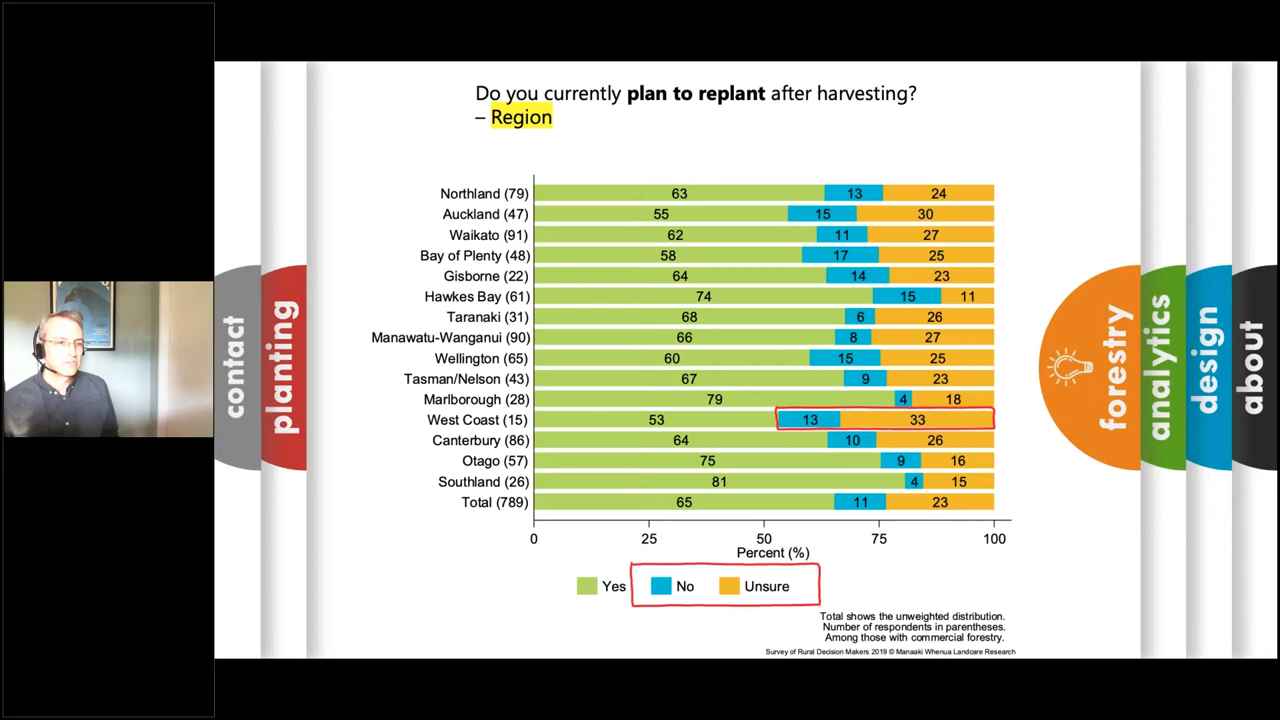 Do you currently plan to replant after harvesting?
– Region
Northland (79) 63 13 24
Auckland (47) 55 15 30
Waikato (91) 62 11 27
Bay of Plenty (48) 58 17 25
Gisborne (22) 64 14 23
Hawkes Bay (61) 74 15 11
Taranaki (31) 68 6 26
Manawatu-Wanganui (90) 66 8 27
Wellington (65) 60 15 25
Tasman/Nelson (43) 67 9 23
Marlborough (28) 79 4 18
West Coast (15) 53 13 33
Canterbury (86) 64 10 26
Otago (57) 75 9 16
Southland (26) 81 4 15
Total (789) 65 11 23
0 25 50 75 100
Percent (%)
Yes No Unsure
Total shows the unweighted distribution.
Number of respondents in parentheses.
Among those with commercial forestry.
Survey of Rural Decision Makers 2019 © Manaaki Whenua Landcare Research
contact
planting
forestry
analytics
design
about